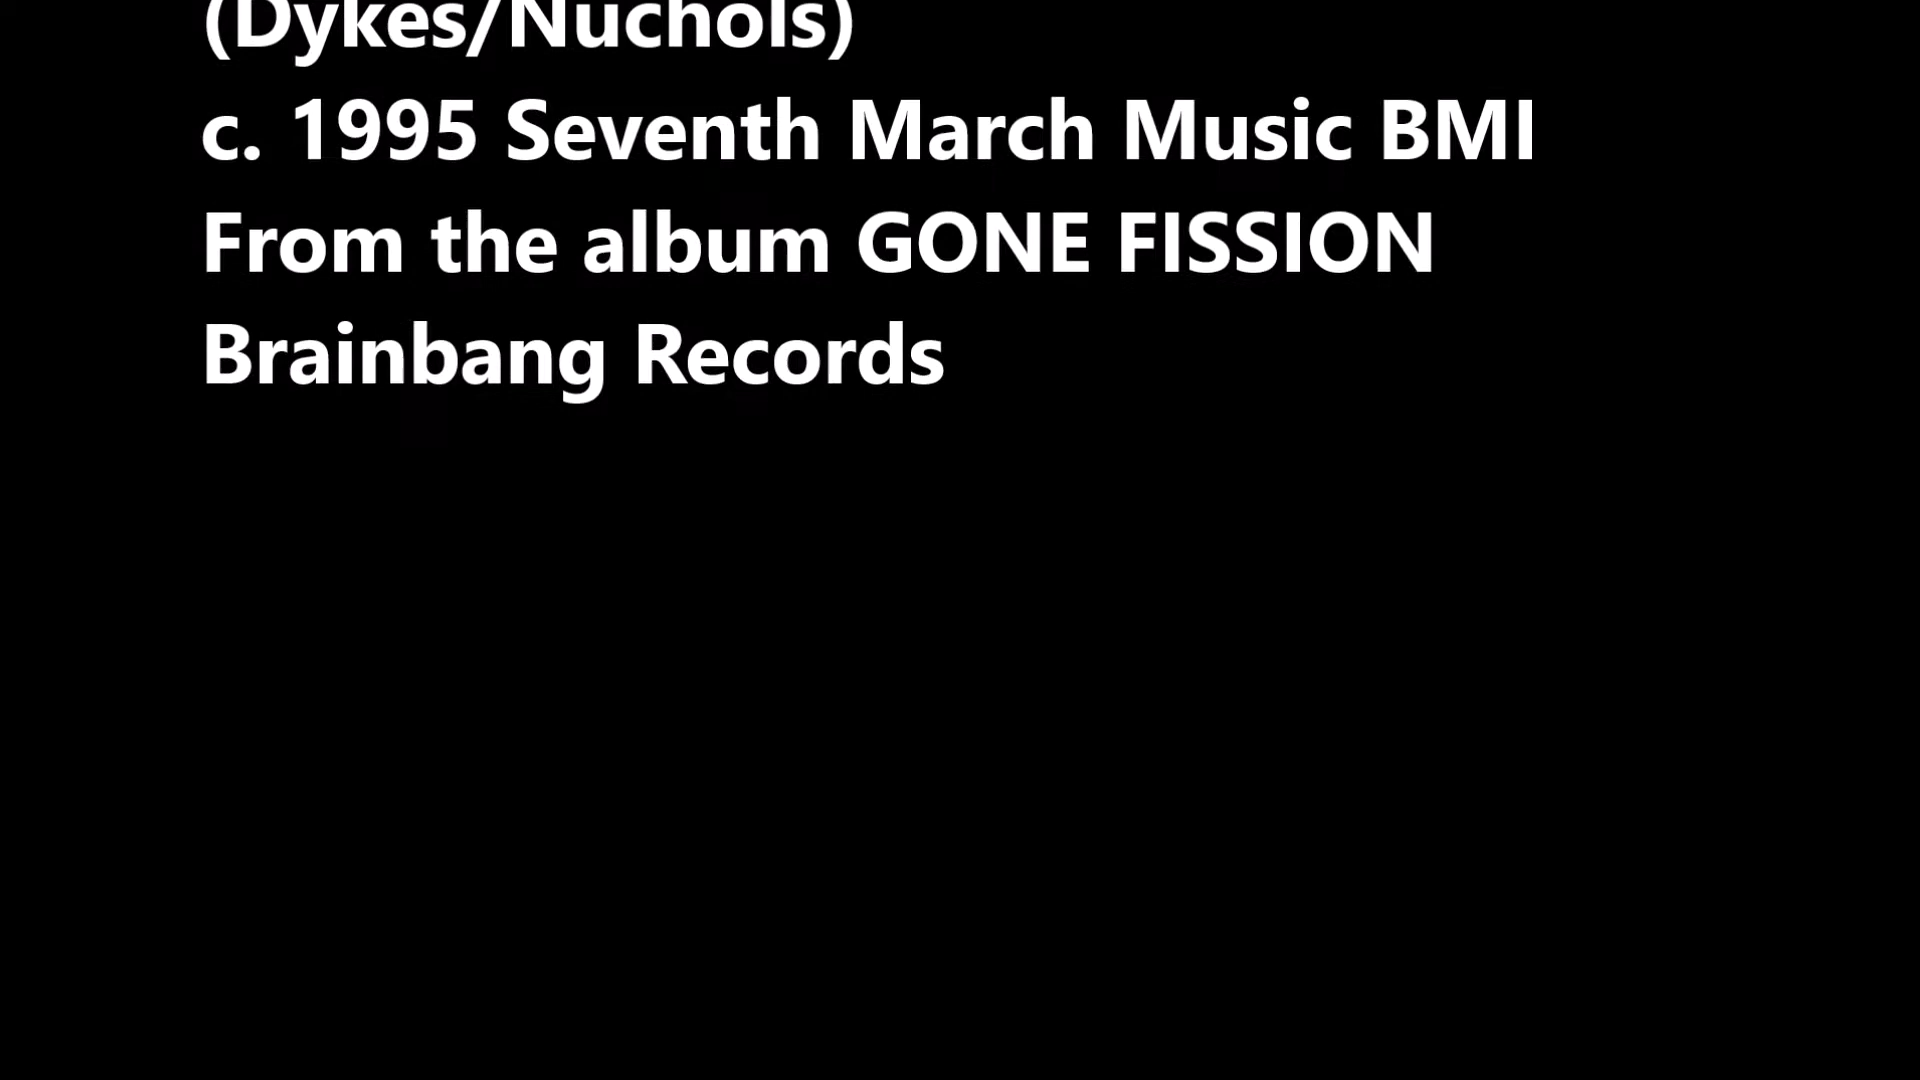 (Dykes/Nuchols)
c. 1995 Seventh March Music BMI
From the album GONE FISSION
Brainbang Records